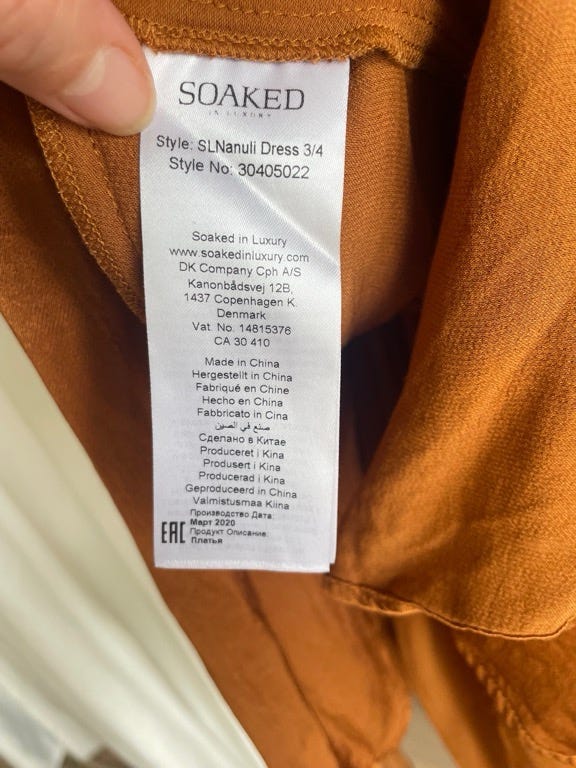 SOAKED
IN LUXURY
Style: SLNanuli Dress 3/4
Style No: 30405022
Soaked in Luxury
www.soakedinluxury.com
DK Company Cph A/S
Kanonbådsvej 12B,
1437 Copenhagen K.
Denmark
Vat. No. 14815376
CA 30 410
Made in China
Hergestellt in China
Fabriqué en Chine
Hecho en China
Fabbricato in Cina
صنع في الصين
Сделано в Китае
Produceret i Kina
Produsert i Kina
Producerad i Kina
Geproduceerd in China
Valmistusmaa Kiina
Производство Дата:
Март 2020
EAC Продукт Описание:
Платья